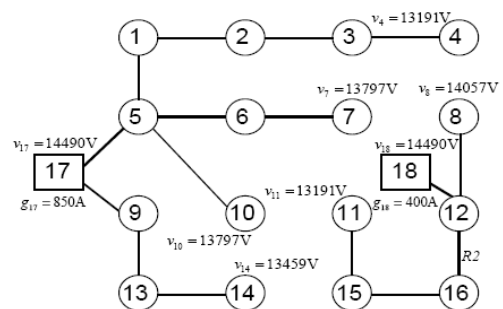 v₄ = 13191V
1 2 3 4
v₇ = 13797V v₈ = 14057V
5 6 7 8
v₁₇ = 14490V v₁₈ = 14490V
17 18
g₁₇ = 850A v₁₁ = 13191V g₁₈ = 400A
9 10 11 12
v₁₀ = 13797V
R2
v₁₄ = 13459V
13 14 15 16